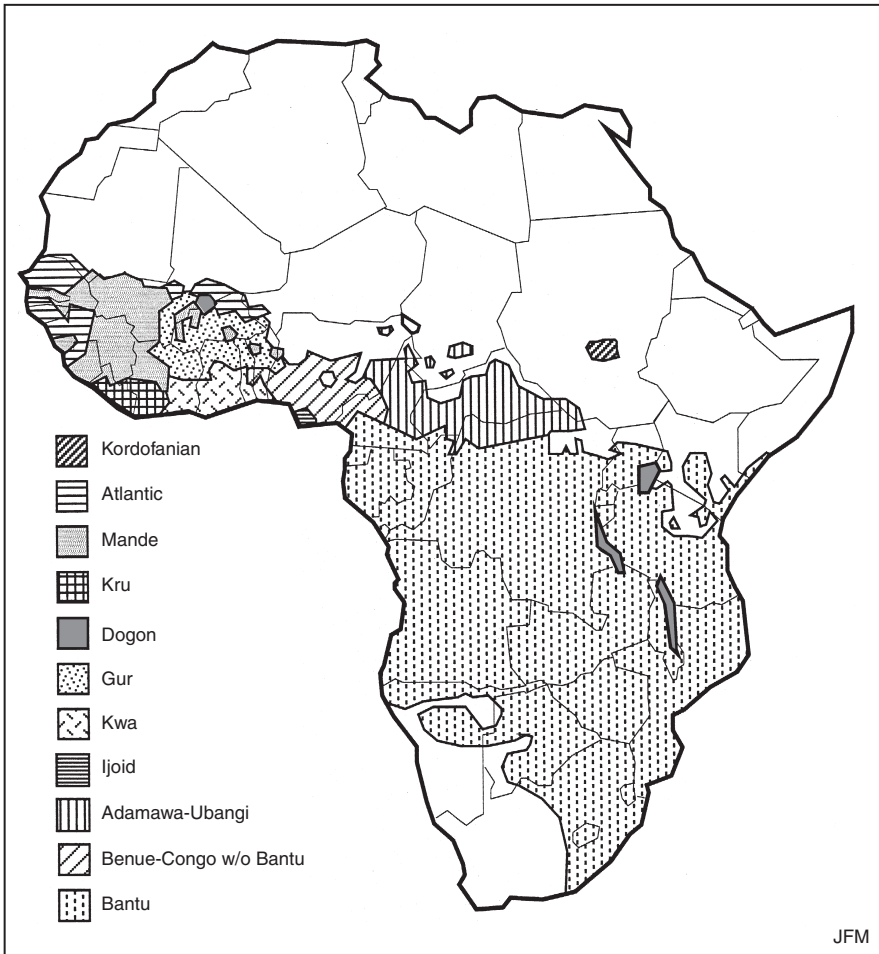 Kordofanian
Atlantic
Mande
Kru
Dogon
Gur
Kwa
Ijoid
Adamawa-Ubangi
Benue-Congo w/o Bantu
Bantu
JFM